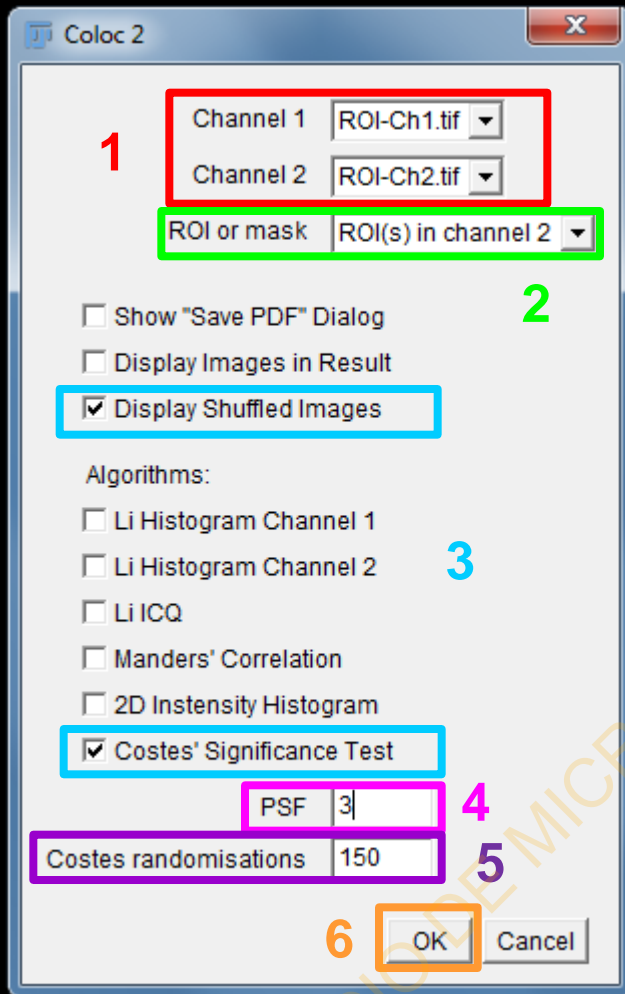 Coloc 2
1
Channel 1 ROI-Ch1.tif
Channel 2 ROI-Ch2.tif
ROI or mask ROI(s) in channel 2
2
Show "Save PDF" Dialog
Display Images in Result
Display Shuffled Images
Algorithms:
Li Histogram Channel 1
Li Histogram Channel 2
3
Li ICQ
Manders' Correlation
2D Instensity Histogram
Costes' Significance Test
PSF 3 4
Costes randomisations 150 5
6 OK Cancel
DE